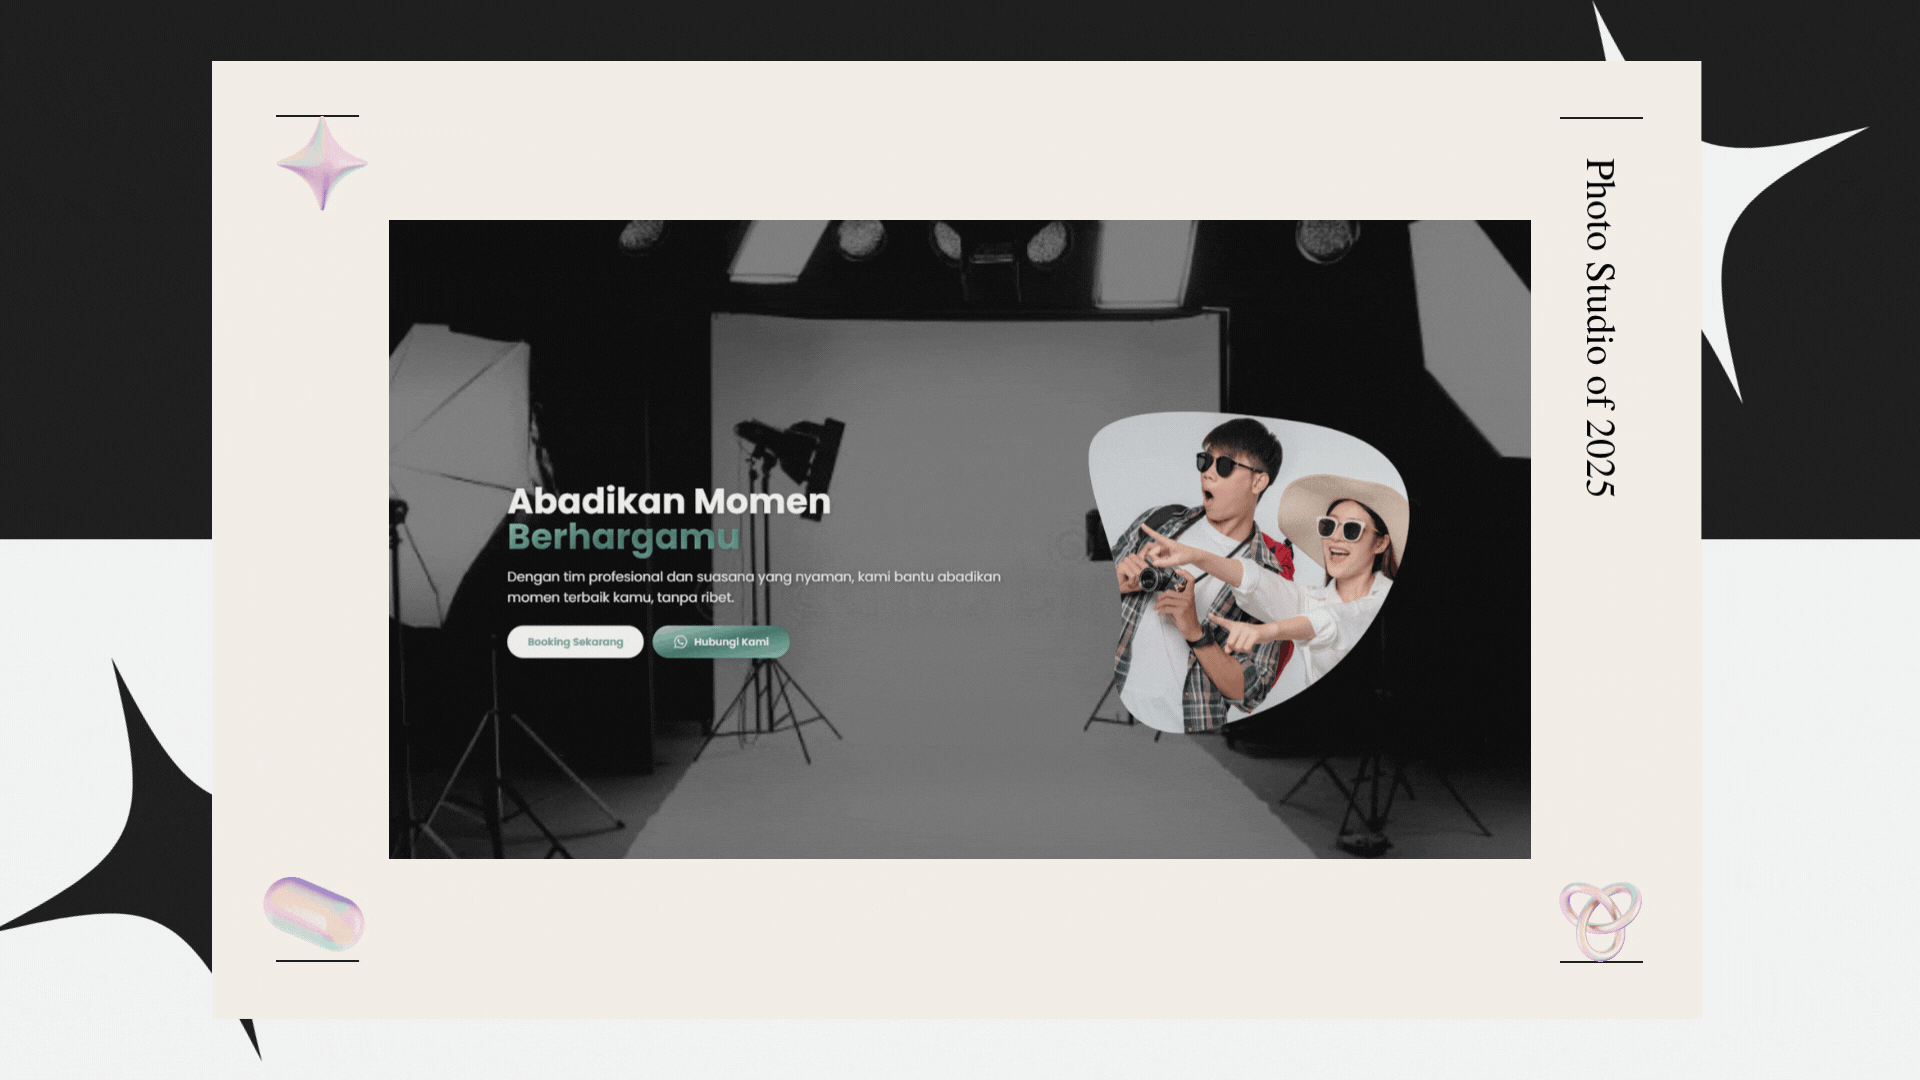 Photo Studio of 2025
Abadikan Momen
Berhargamu
Dengan tim profesional dan suasana yang nyaman, kami bantu abadikan
momen terbaik kamu, tanpa ribet.
Booking Sekarang
Hubungi Kami